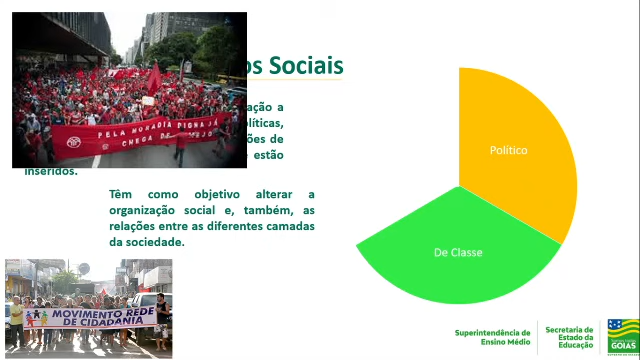 os Sociais
ação a
líticas,
ões de
estão
inseridos.
Têm como objetivo alterar a
organização social e, também, as
relações entre as diferentes camadas
da sociedade.
PELA MORADIA DIGNA JÁ
CHEGA DE
MOVIMENTO REDE
DE CIDADANIA
Político
De Classe
Superintendência de
Ensino Médio
Secretaria de
Estado da
Educação
GOIÁS